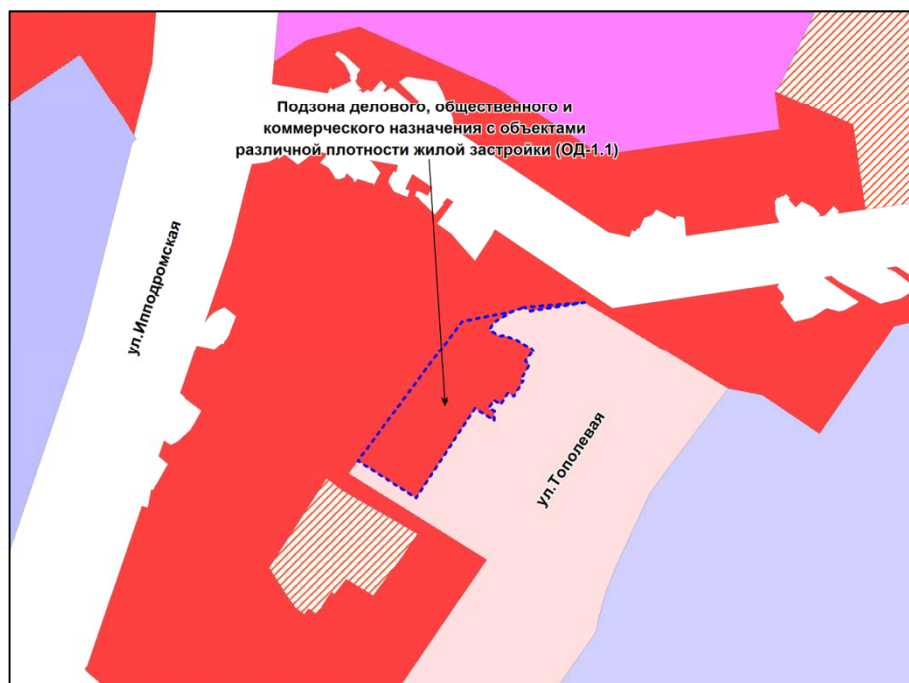 Подзона делового, общественного и
коммерческого назначения с объектами
различной плотности жилой застройки (ОД-1.1)
ул.Ипподромская
ул.Тополевая